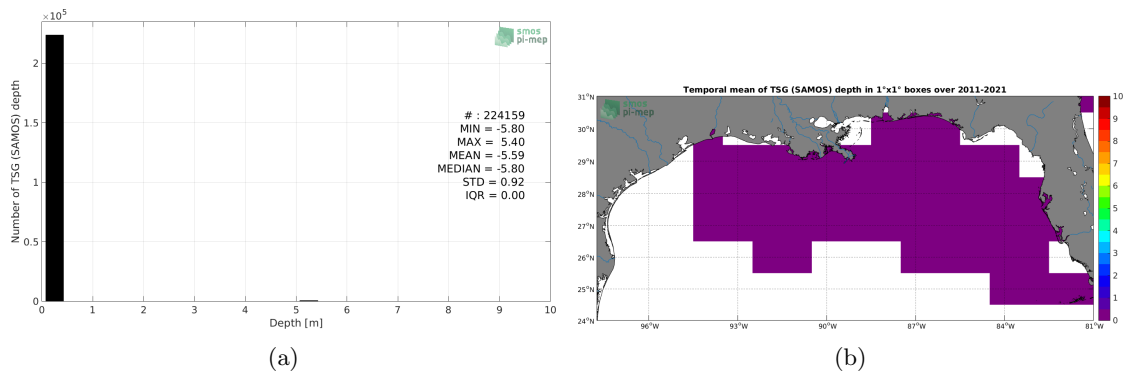 ×10^5
smos
pi-mep
2
1.5
1
0.5
0
Number of TSG (SAMOS) depth
# : 224159
MIN = -5.80
MAX = 5.40
MEAN = -5.59
MEDIAN = -5.80
STD = 0.92
IQR = 0.00
0 1 2 3 4 5 6 7 8 9 10
Depth [m]
(a)
Temporal mean of TSG (SAMOS) depth in 1°x1° boxes over 2011-2021
smos
pi-mep
31°N
30°N
29°N
28°N
27°N
26°N
25°N
24°N
96°W 93°W 90°W 87°W 84°W 81°W
10
9
8
7
6
5
4
3
2
1
0
(b)